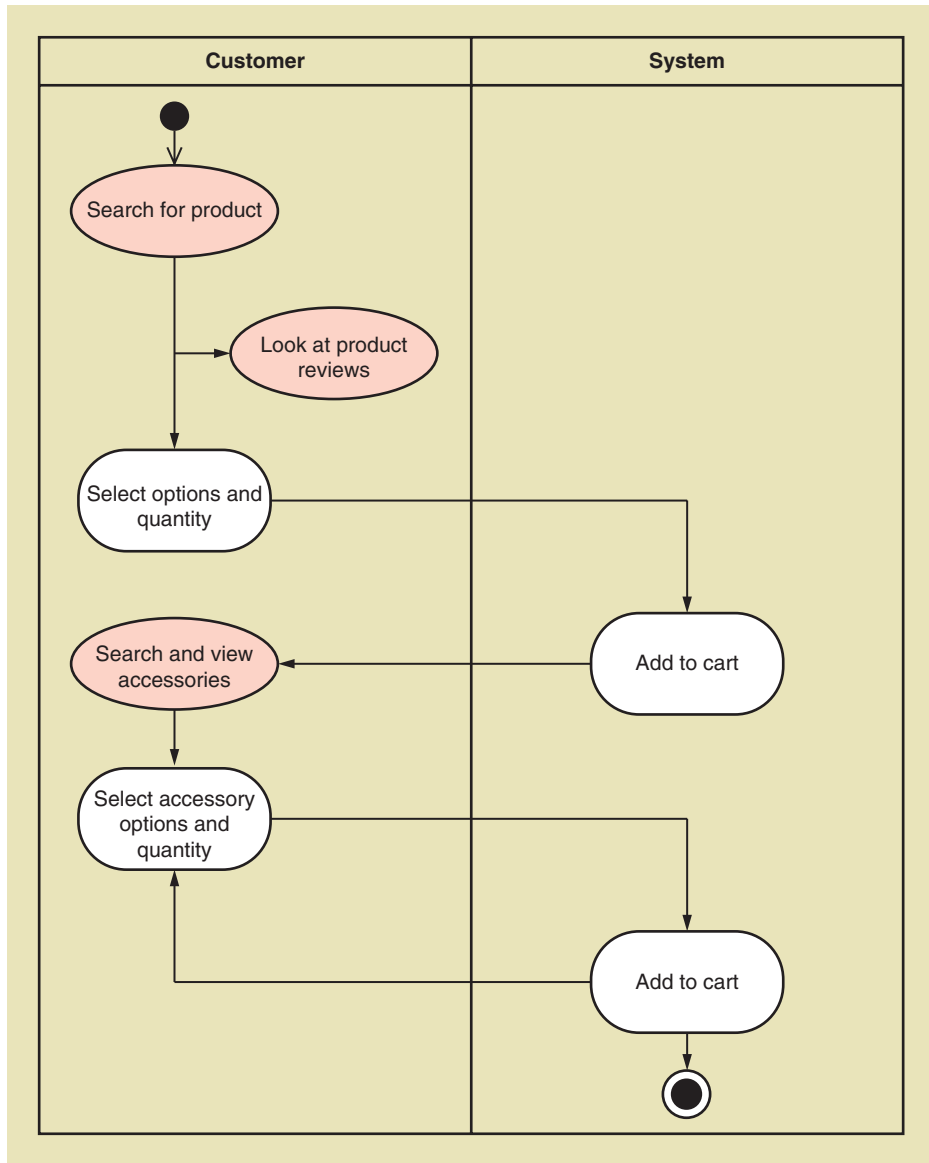 Customer
System
Search for product
Look at product
reviews
Select options and
quantity
Add to cart
Search and view
accessories
Select accessory
options and
quantity
Add to cart